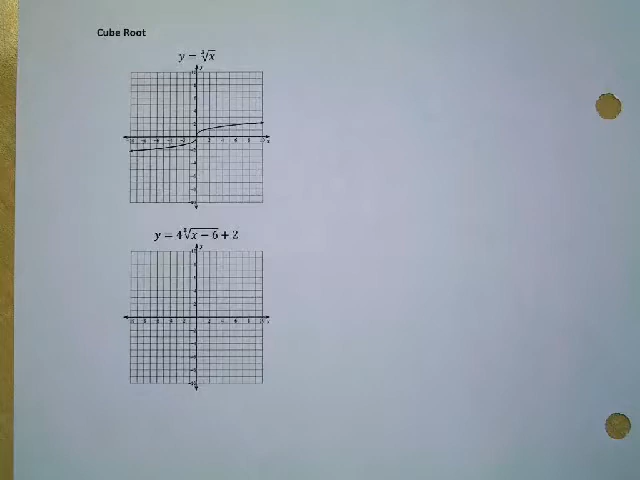 Cube Root
y = ∛x
y = 4∛(x − 6) + 2